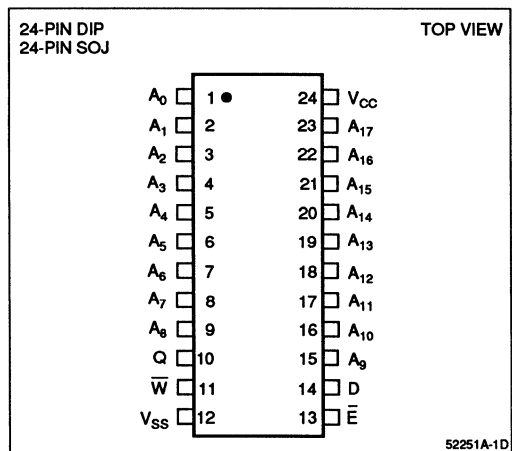 24-PIN DIP TOP VIEW
24-PIN SOJ
A0 1 24 VCC
A1 2 23 A17
A2 3 22 A16
A3 4 21 A15
A4 5 20 A14
A5 6 19 A13
A6 7 18 A12
A7 8 17 A11
A8 9 16 A10
Q 10 15 A9
W̅ 11 14 D
VSS 12 13 E̅
52251A-1D